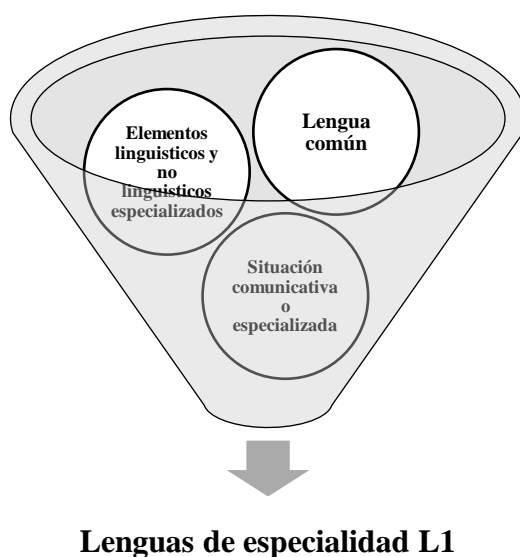 Elementos
linguisticos y
no
linguisticos
especializados
Lengua
común
Situación
comunicativa
o
especializada
Lenguas de especialidad L1